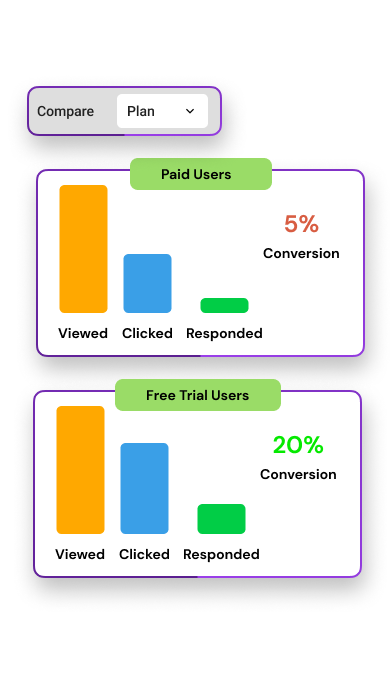 Compare Plan
Paid Users
5%
Conversion
Viewed Clicked Responded
Free Trial Users
20%
Conversion
Viewed Clicked Responded